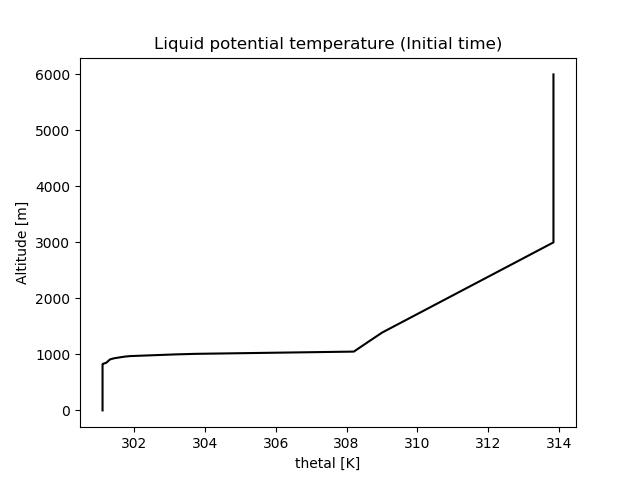 Liquid potential temperature (Initial time)
6000
5000
4000
3000
2000
1000
0
Altitude [m]
302 304 306 308 310 312 314
thetal [K]